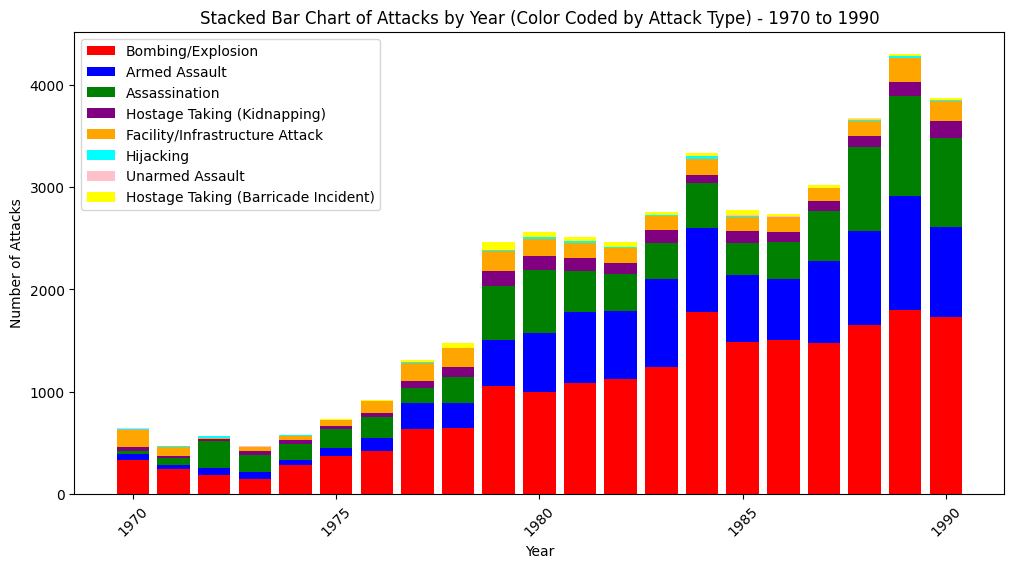 Stacked Bar Chart of Attacks by Year (Color Coded by Attack Type) - 1970 to 1990
Bombing/Explosion
Armed Assault
Assassination
Hostage Taking (Kidnapping)
Facility/Infrastructure Attack
Hijacking
Unarmed Assault
Hostage Taking (Barricade Incident)
Number of Attacks
4000
3000
2000
1000
0
1970
1975
1980
1985
1990
Year